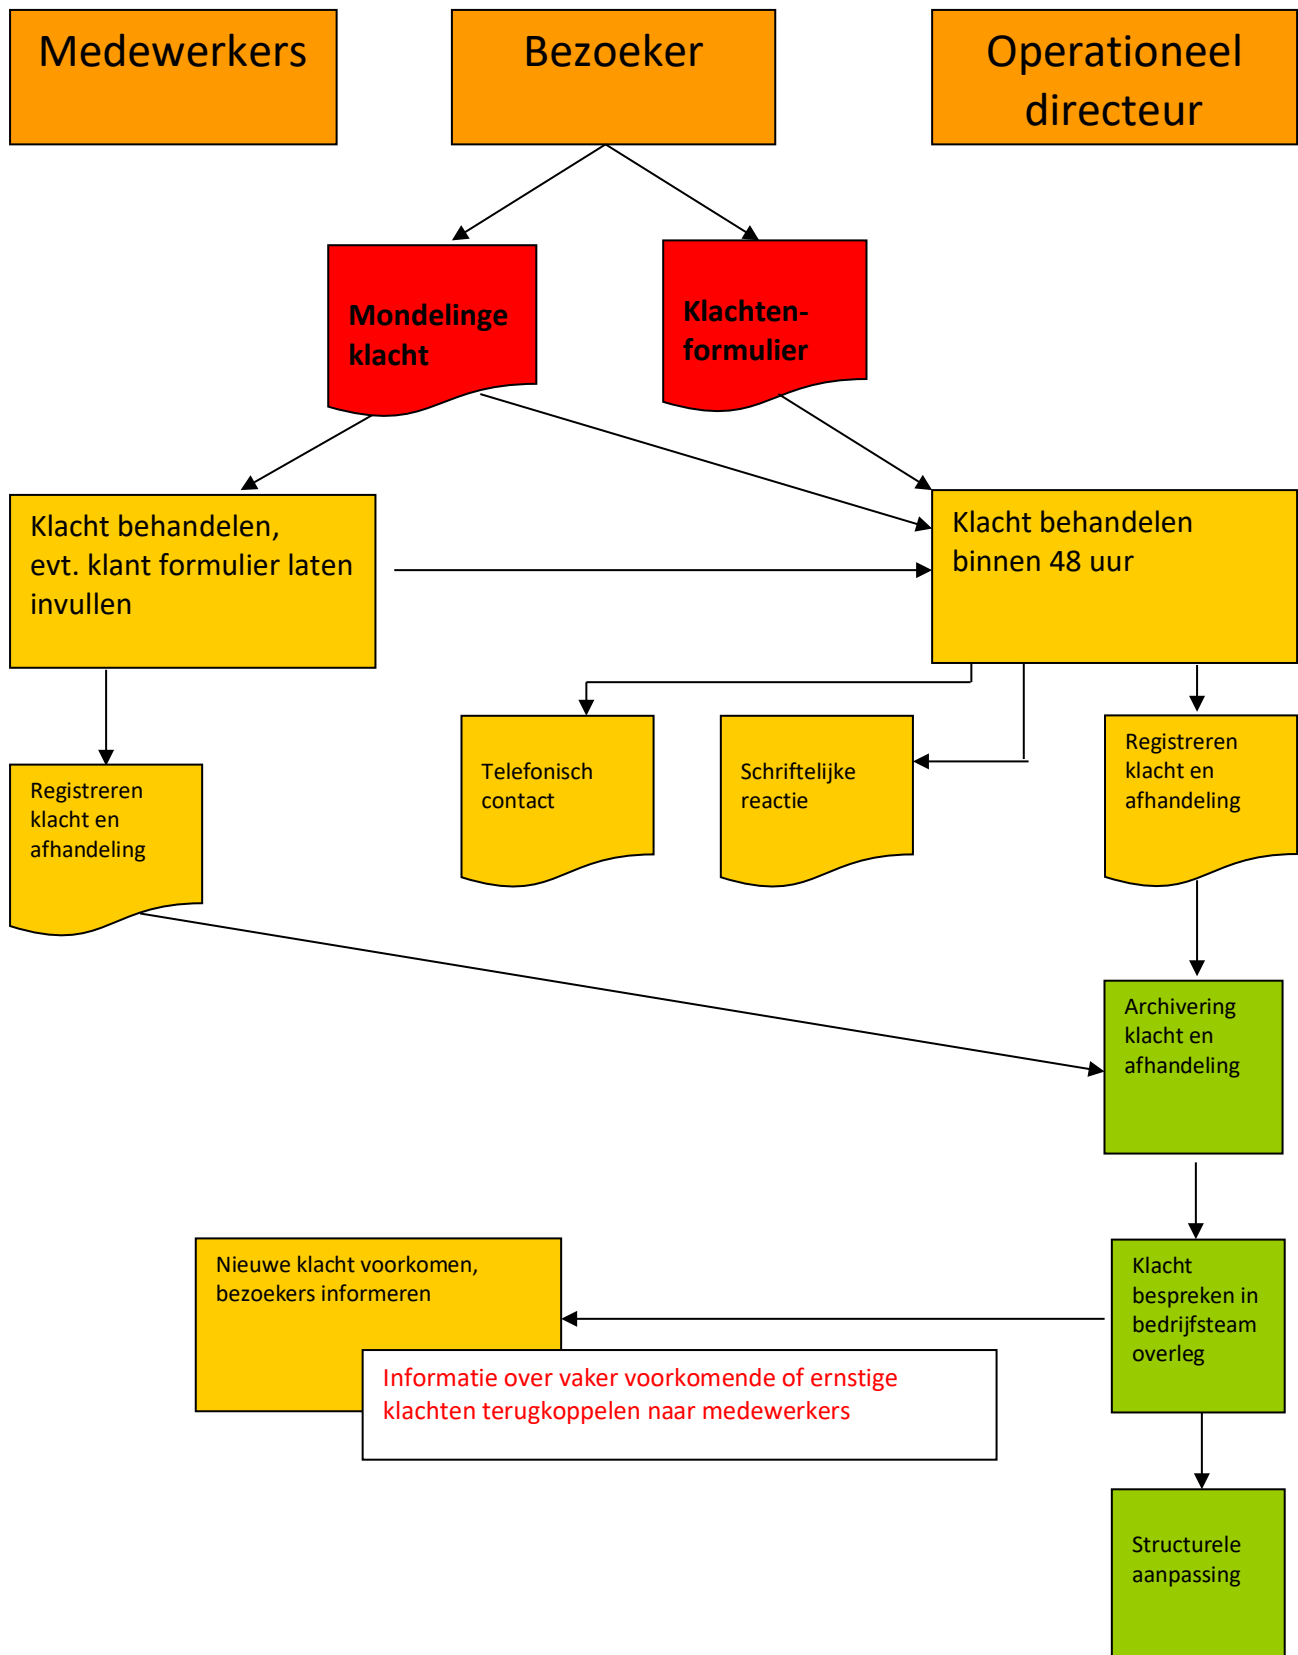 Medewerkers
Bezoeker
Operationeel
directeur
Mondelinge
klacht
Klachten-
formulier
Klacht behandelen,
evt. klant formulier laten
invullen
Klacht behandelen
binnen 48 uur
Registreren
klacht en
afhandeling
Telefonisch
contact
Schriftelijke
reactie
Registreren
klacht en
afhandeling
Archivering
klacht en
afhandeling
Nieuwe klacht voorkomen,
bezoekers informeren
Klacht
bespreken in
bedrijfsteam
overleg
Informatie over vaker voorkomende of ernstige
klachten terugkoppelen naar medewerkers
Structurele
aanpassing